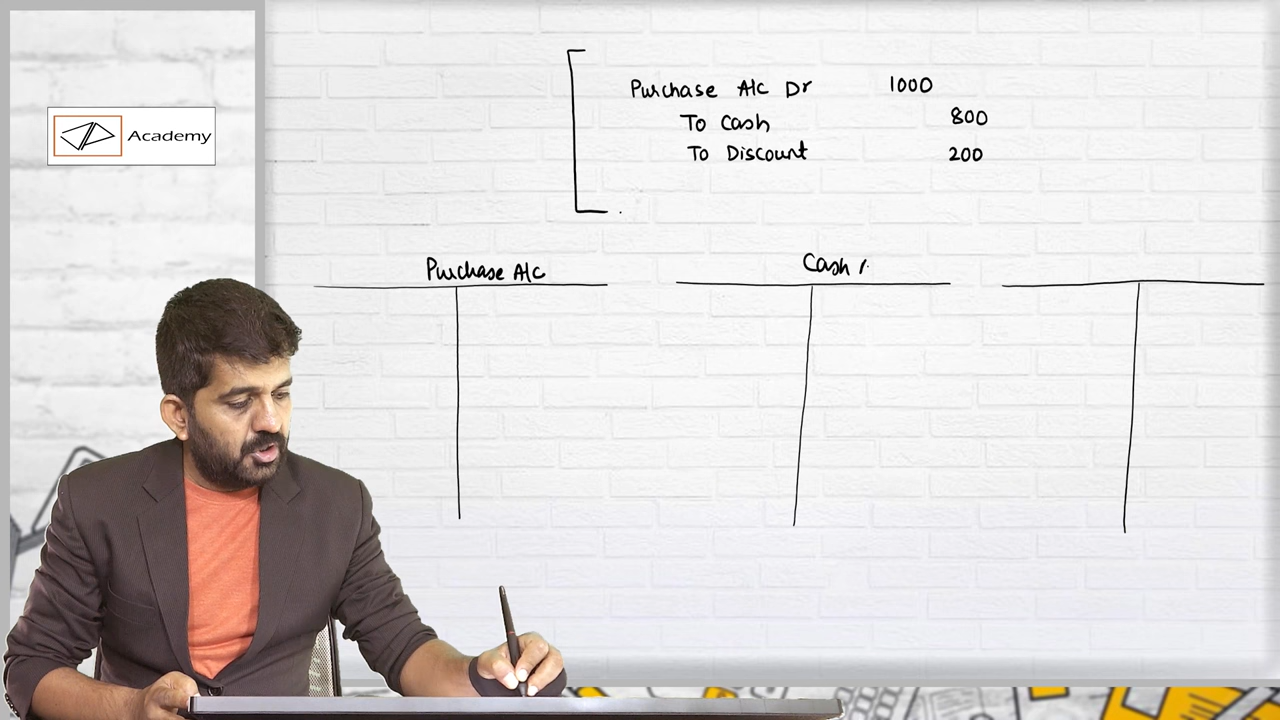 Academy
Purchase A/c Dr 1000
To Cash 800
To Discount 200
Purchase A/c
Cash